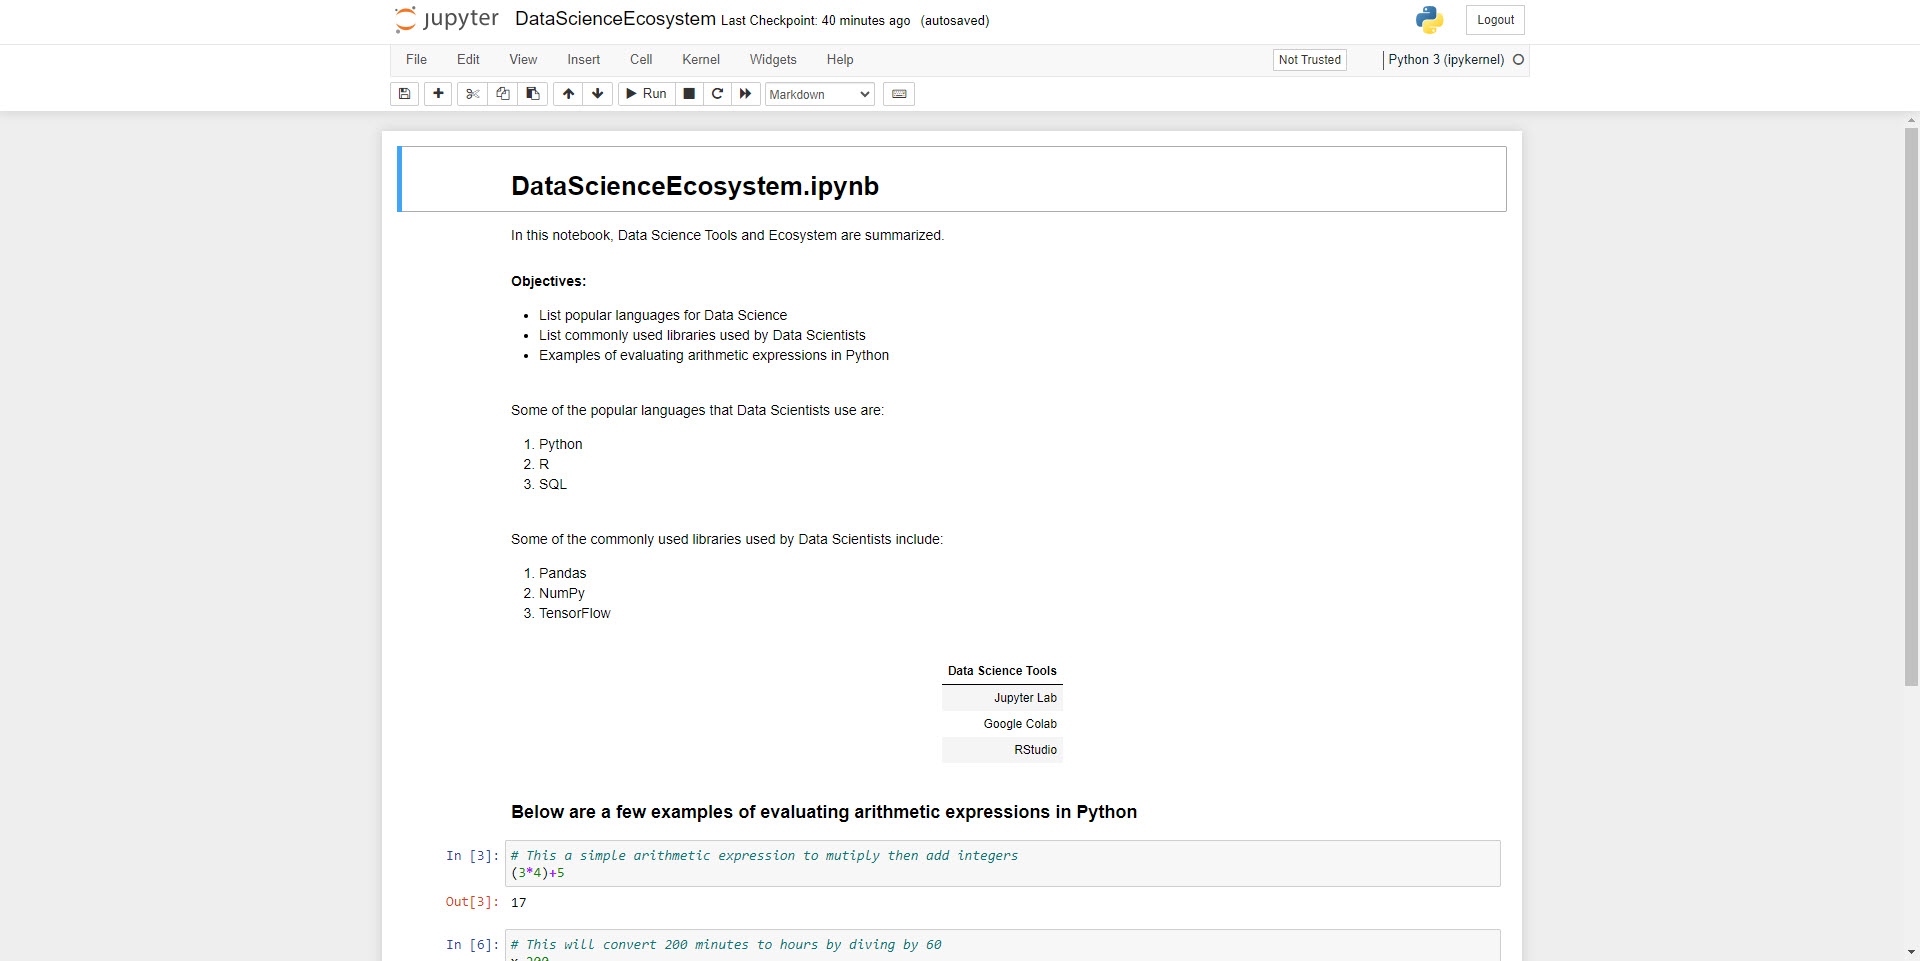 jupyter DataScienceEcosystem Last Checkpoint: 40 minutes ago (autosaved)
Logout
File Edit View Insert Cell Kernel Widgets Help
Not Trusted
Python 3 (ipykernel)
Run
Markdown
DataScienceEcosystem.ipynb
In this notebook, Data Science Tools and Ecosystem are summarized.
Objectives:
• List popular languages for Data Science
• List commonly used libraries used by Data Scientists
• Examples of evaluating arithmetic expressions in Python
Some of the popular languages that Data Scientists use are:
1. Python
2. R
3. SQL
Some of the commonly used libraries used by Data Scientists include:
1. Pandas
2. NumPy
3. TensorFlow
Data Science Tools
Jupyter Lab
Google Colab
RStudio
Below are a few examples of evaluating arithmetic expressions in Python
In [3]: # This a simple arithmetic expression to mutiply then add integers
(3*4)+5
Out[3]: 17
In [6]: # This will convert 200 minutes to hours by diving by 60